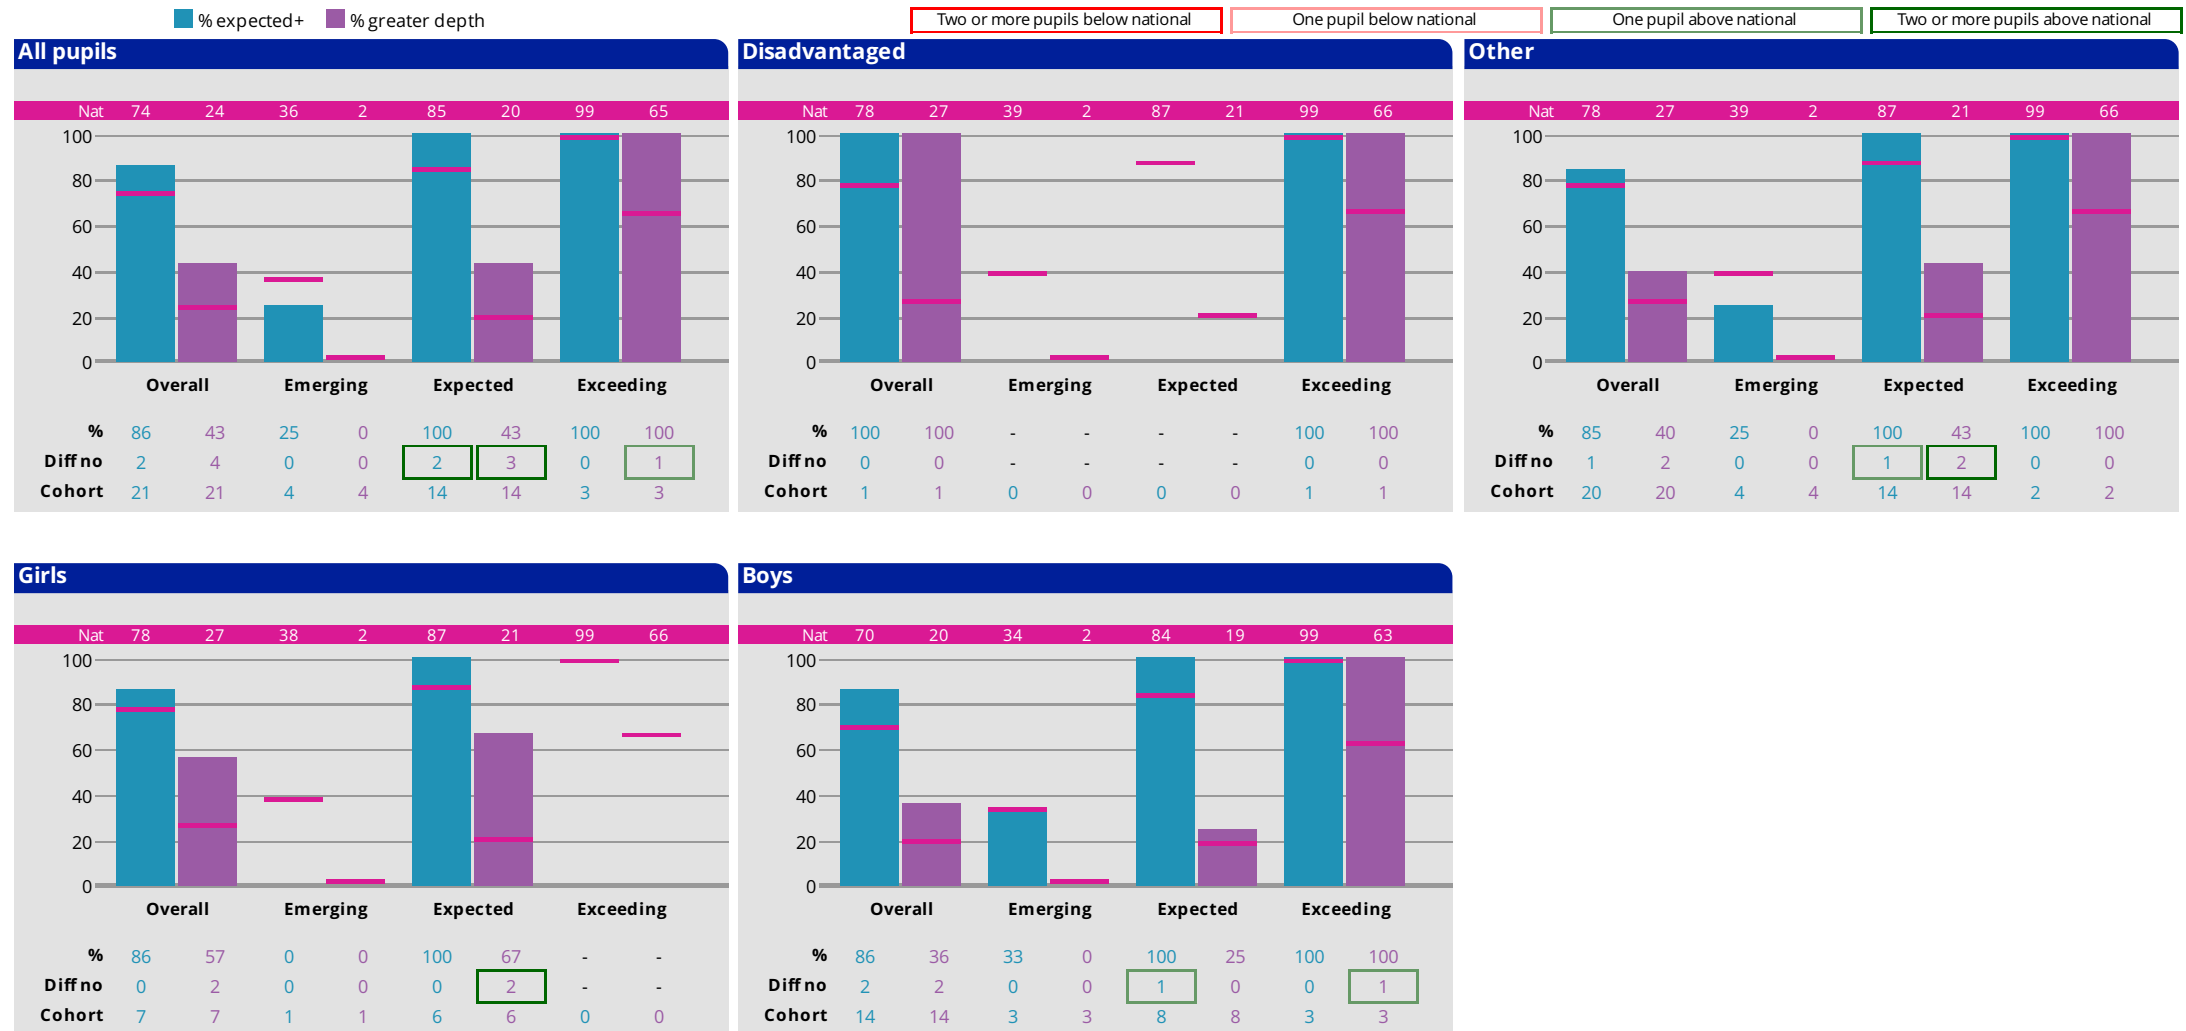 % expected+ % greater depth Two or more pupils below national One pupil below national One pupil above national Two or more pupils above national
All pupils
Nat 74 24 36 2 85 20 99 65
100
80
60
40
20
0
Overall Emerging Expected Exceeding
% 86 43 25 0 100 43 100 100
Diff no 2 4 0 0 2 3 0 1
Cohort 21 21 4 4 14 14 3 3
Disadvantaged
Nat 78 27 39 2 87 21 99 66
100
80
60
40
20
0
Overall Emerging Expected Exceeding
% 100 100 - - - - 100 100
Diff no 0 0 - - - - 0 0
Cohort 1 1 0 0 0 0 1 1
Other
Nat 78 27 39 2 87 21 99 66
100
80
60
40
20
0
Overall Emerging Expected Exceeding
% 85 40 25 0 100 43 100 100
Diff no 1 2 0 0 1 2 0 0
Cohort 20 20 4 4 14 14 2 2
Girls
Nat 78 27 38 2 87 21 99 66
100
80
60
40
20
0
Overall Emerging Expected Exceeding
% 86 57 0 0 100 67 - -
Diff no 0 2 0 0 0 2 - -
Cohort 7 7 1 1 6 6 0 0
Boys
Nat 70 20 34 2 84 19 99 63
100
80
60
40
20
0
Overall Emerging Expected Exceeding
% 86 36 33 0 100 25 100 100
Diff no 2 2 0 0 1 0 0 1
Cohort 14 14 3 3 8 8 3 3